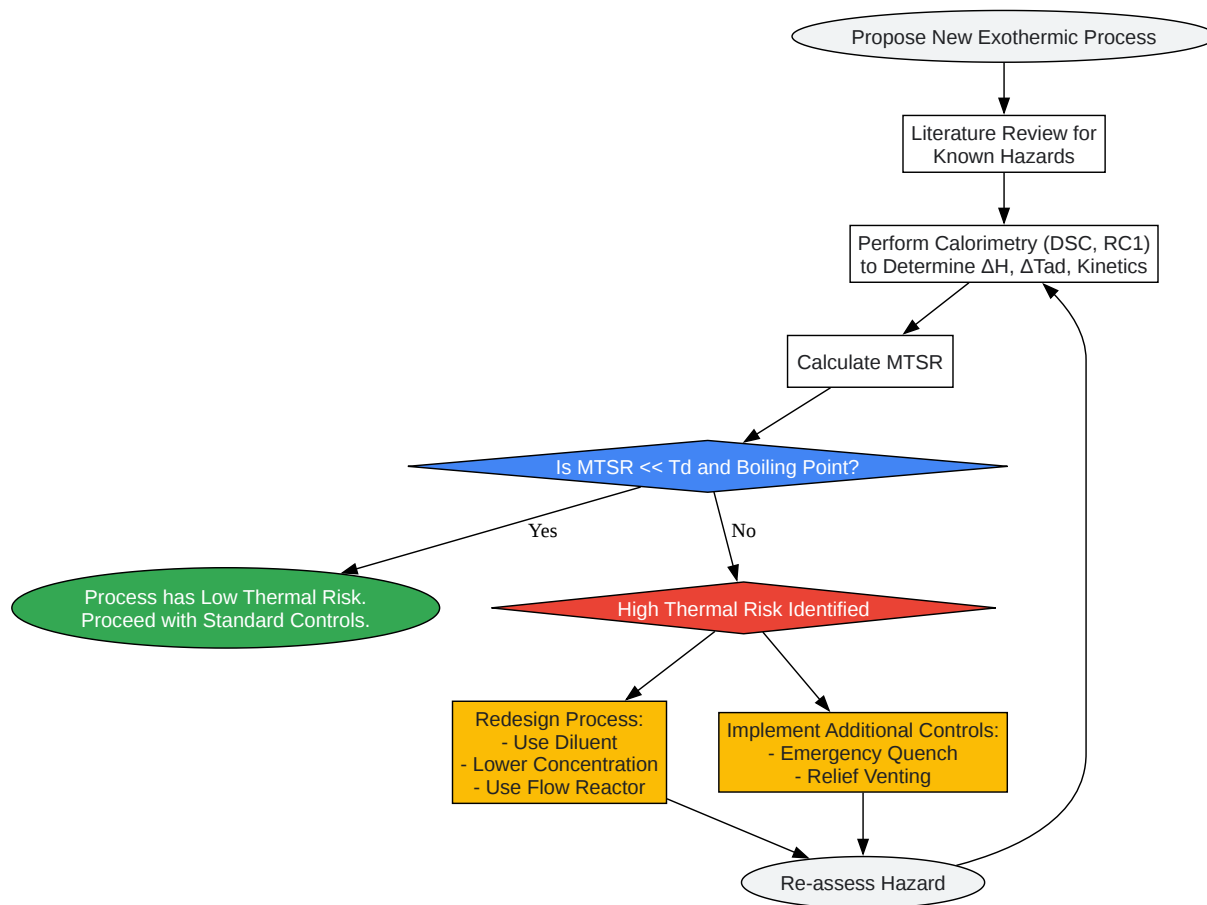 Propose New Exothermic Process
Literature Review for
Known Hazards
Perform Calorimetry (DSC, RC1)
to Determine ΔH, ΔTad, Kinetics
Calculate MTSR
Is MTSR << Td and Boiling Point?
Yes
No
Process has Low Thermal Risk.
Proceed with Standard Controls.
High Thermal Risk Identified
Redesign Process:
- Use Diluent
- Lower Concentration
- Use Flow Reactor
Implement Additional Controls:
- Emergency Quench
- Relief Venting
Re-assess Hazard